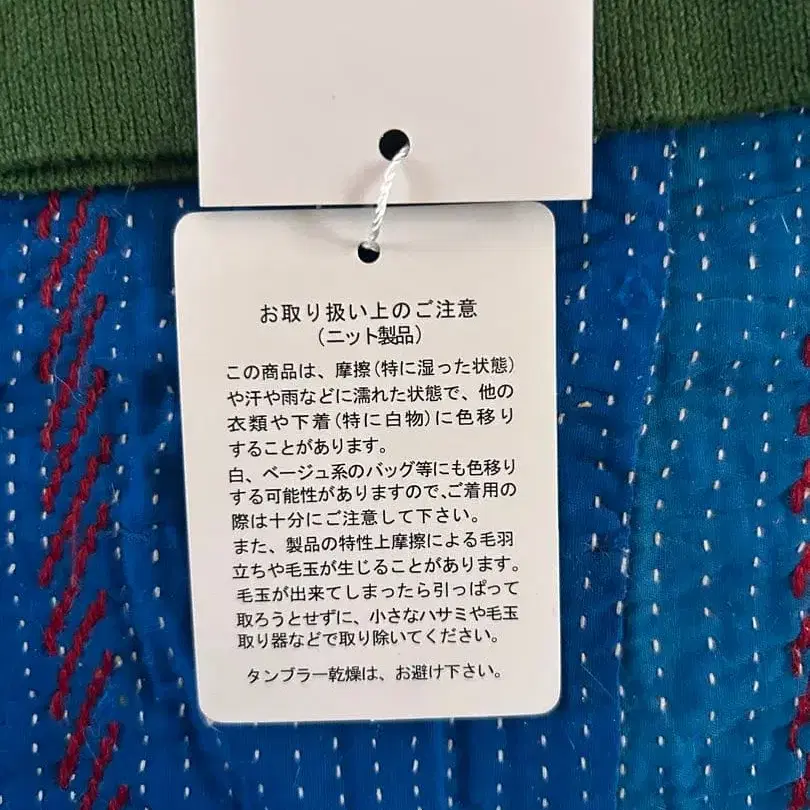 お取り扱い上のご注意
（ニット製品）
この商品は、摩擦（特に湿った状態）
や汗や雨などに濡れた状態で、他の
衣類や下着（特に白物）に色移り
することがあります。
白、ベージュ系のバッグ等にも色移り
する可能性がありますので、ご着用の
際は十分にご注意して下さい。
また、製品の特性上摩擦による毛羽
立ちや毛玉が生じることがあります。
毛玉が出来てしまったら引っぱって
取ろうとせずに、小さなハサミや毛玉
取り器などで取り除いてください。
タンブラー乾燥は、お避け下さい。